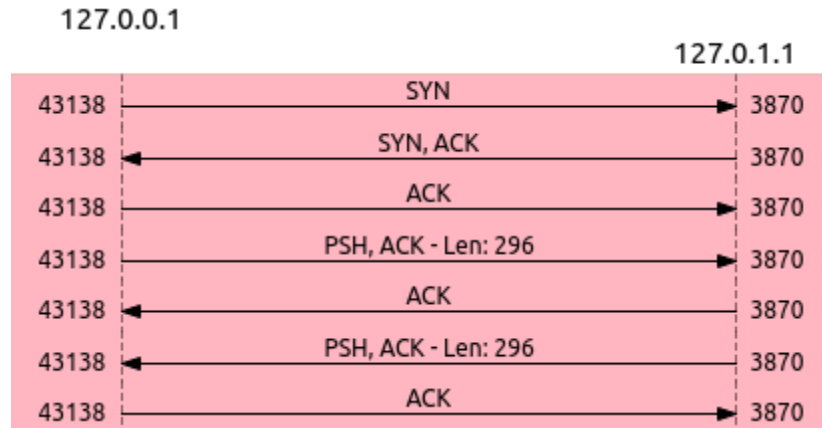 127.0.0.1
127.0.1.1
43138 SYN 3870
43138 SYN, ACK 3870
43138 ACK 3870
43138 PSH, ACK - Len: 296 3870
43138 ACK 3870
43138 PSH, ACK - Len: 296 3870
43138 ACK 3870